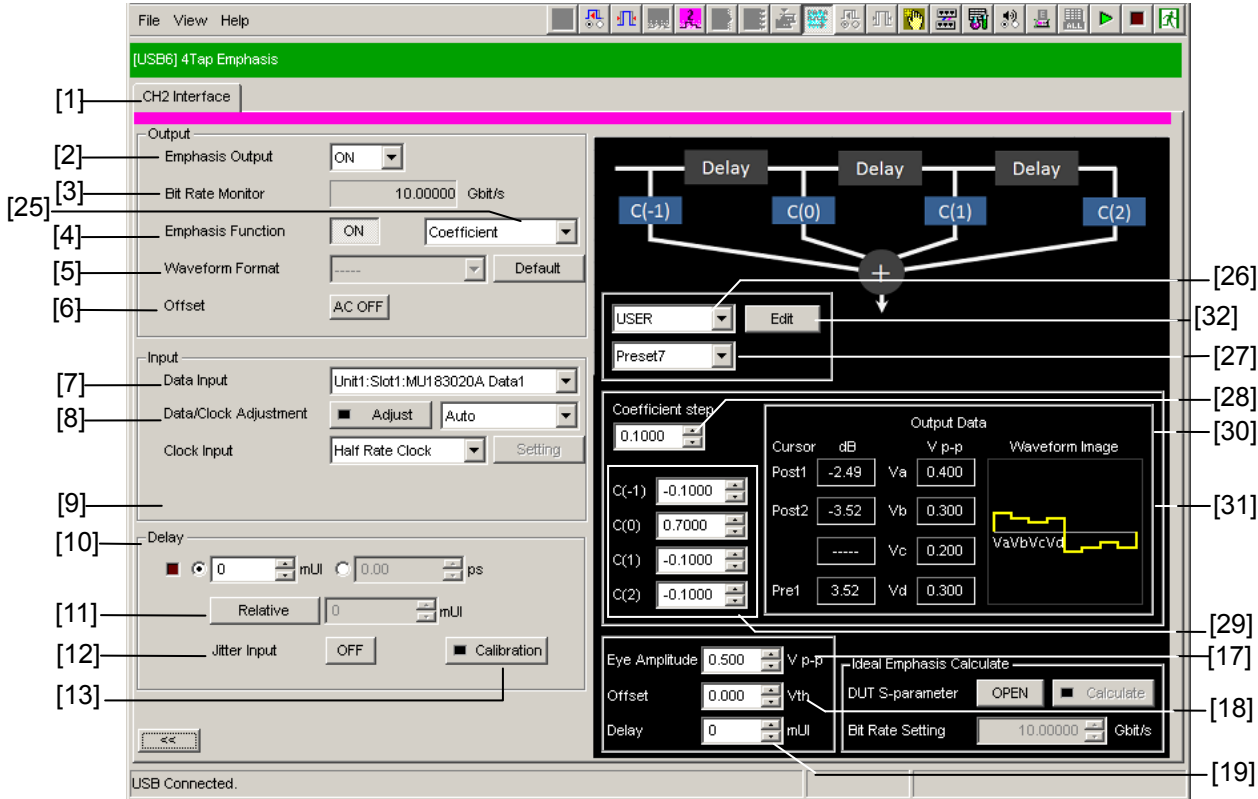 File View Help
ALL
[USB6] 4Tap Emphasis
[1]
CH2 Interface
Output
[2]
Emphasis Output
ON
[3]
Bit Rate Monitor
10.00000 Gbit/s
[25]
[4]
Emphasis Function
ON
Coefficient
[5]
Waveform Format
-----
Default
[6]
Offset
AC OFF
Delay
Delay
Delay
C(-1)
C(0)
C(1)
C(2)
+
[26]
USER
Edit
[32]
Preset7
[27]
Input
[7]
Data Input
Unit1:Slot1:MU183020A Data1
[8]
Data/Clock Adjustment
Adjust
Auto
Clock Input
Half Rate Clock
Setting
[9]
[10]
Delay
0
mUI
0.00
ps
[11]
Relative
0
mUI
[12]
Jitter Input
OFF
Calibration
[13]
<<
Coefficient step
[28]
0.1000
C(-1) -0.1000
C(0) 0.7000
C(1) -0.1000
C(2) -0.1000
[29]
Output Data
[30]
Cursor dB V p-p Waveform Image
Post1 -2.49 Va 0.400
Post2 -3.52 Vb 0.300
----- Vc 0.200
Pre1 3.52 Vd 0.300
VaVbVcVd
[31]
Eye Amplitude 0.500 V p-p
[17]
Offset 0.000 Vth
[18]
Delay 0 mUI
[19]
Ideal Emphasis Calculate
DUT S-parameter OPEN Calculate
Bit Rate Setting 10.00000 Gbit/s
USB Connected.